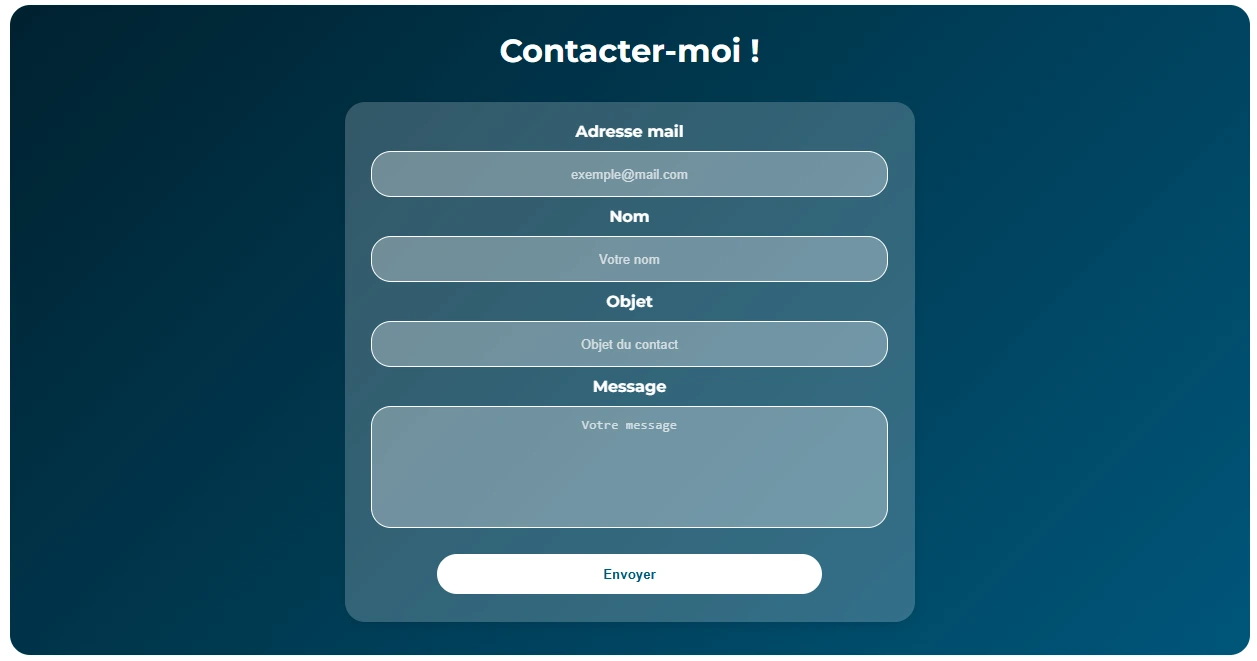 Contacter-moi !
Adresse mail
exemple@mail.com
Nom
Votre nom
Objet
Objet du contact
Message
Votre message
Envoyer